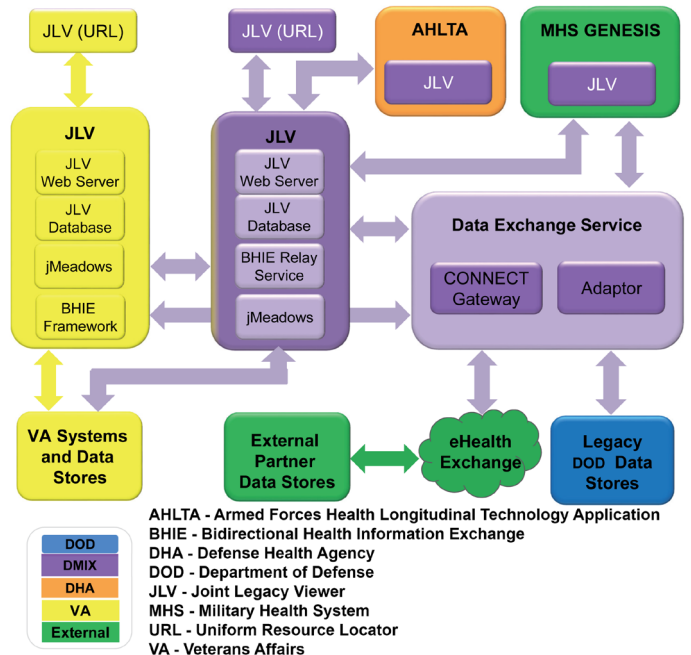 JLV (URL)
JLV (URL)
AHLTA
JLV
MHS GENESIS
JLV
JLV
JLV
Web Server
JLV
Database
jMeadows
BHIE
Framework
JLV
JLV
Web Server
JLV
Database
BHIE Relay
Service
jMeadows
Data Exchange Service
CONNECT
Gateway
Adaptor
VA Systems
and Data
Stores
External
Partner
Data Stores
eHealth
Exchange
Legacy
DOD Data
Stores
DOD
DMIX
DHA
VA
External
AHLTA - Armed Forces Health Longitudinal Technology Application
BHIE - Bidirectional Health Information Exchange
DHA - Defense Health Agency
DOD - Department of Defense
JLV - Joint Legacy Viewer
MHS - Military Health System
URL - Uniform Resource Locator
VA - Veterans Affairs